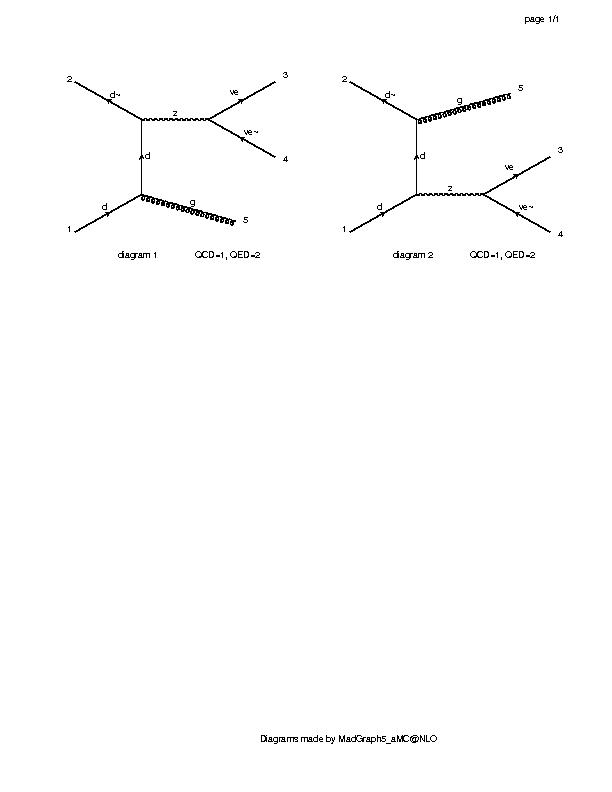 page 1/1
2
d~
z
ve
3
ve~
4
d
d
g
5
1
diagram 1
QCD=1, QED=2
2
d~
g
5
d
ve
3
z
ve~
4
d
1
diagram 2
QCD=1, QED=2
Diagrams made by MadGraph5_aMC@NLO